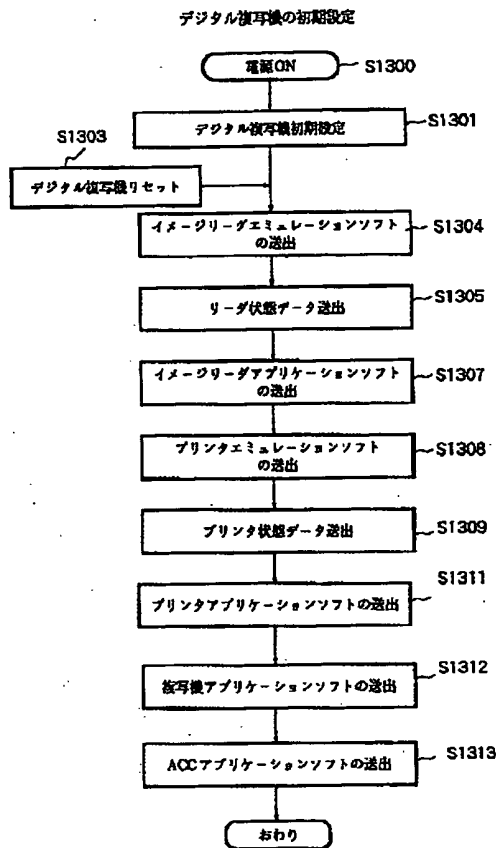 デジタル複写機の初期設定
電源ON
S1300
デジタル複写機初期設定
S1301
S1303
デジタル複写機リセット
イメージリーダエミュレーションソフト
の送出
S1304
リーダ状態データ送出
S1305
イメージリーダアプリケーションソフト
の送出
S1307
プリンタエミュレーションソフト
の送出
S1308
プリンタ状態データ送出
S1309
S1311
プリンタアプリケーションソフトの送出
複写機アプリケーションソフトの送出
S1312
ACCアプリケーションソフトの送出
S1313
おわり